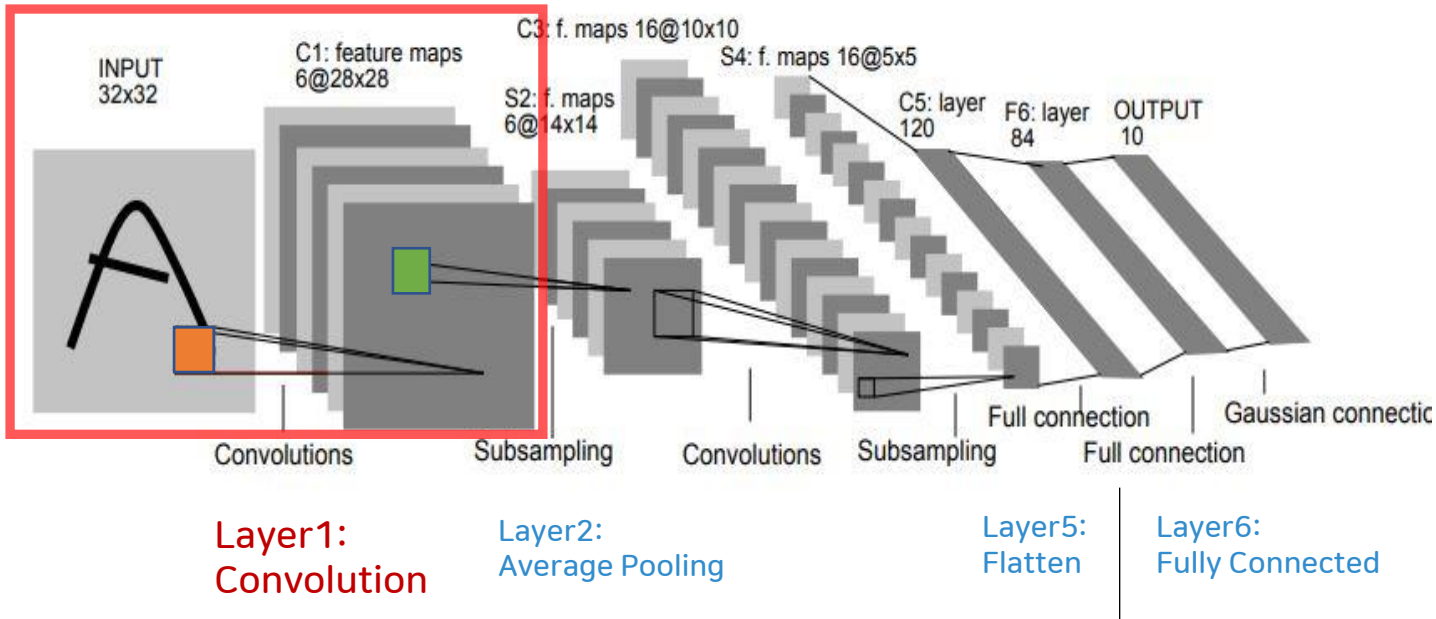 INPUT
32x32
C1: feature maps
6@28x28
S2: f. maps
6@14x14
C3: f. maps 16@10x10
S4: f. maps 16@5x5
C5: layer
120
F6: layer
84
OUTPUT
10
Convolutions
Subsampling
Convolutions
Subsampling
Full connection
Full connection
Gaussian connectio
Layer1:
Convolution
Layer2:
Average Pooling
Layer5:
Flatten
Layer6:
Fully Connected